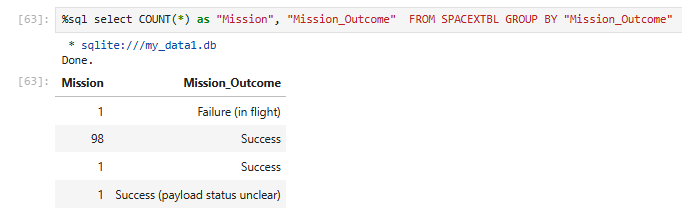 [63]: %sql select COUNT(*) as "Mission", "Mission_Outcome"  FROM SPACEXTBL GROUP BY "Mission_Outcome"
* sqlite:///my_data1.db
Done.
[63]: Mission Mission_Outcome
1 Failure (in flight)
98 Success
1 Success
1 Success (payload status unclear)